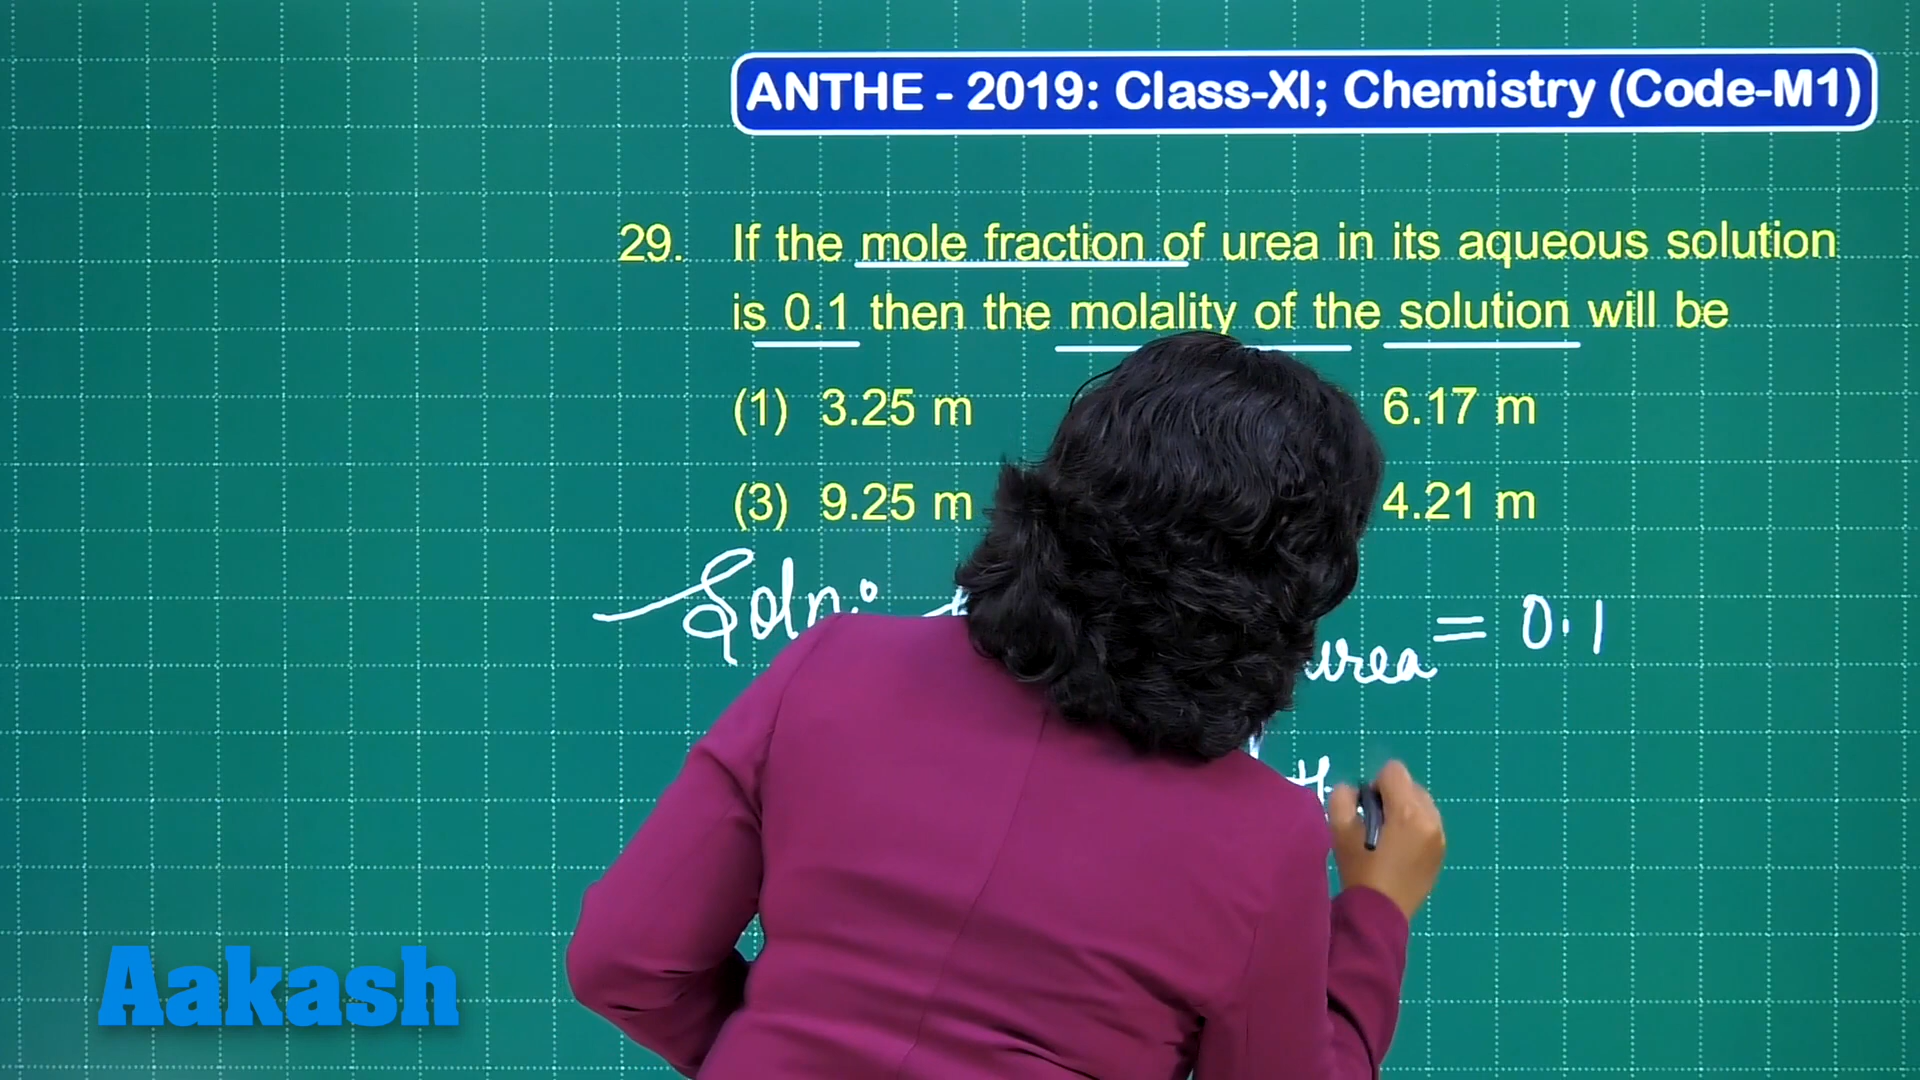 ANTHE - 2019: Class-XI; Chemistry (Code-M1)
29. If the mole fraction of urea in its aqueous solution
is 0.1 then the molality of the solution will be
(1) 3.25 m 6.17 m
(3) 9.25 m 4.21 m
Soln: urea = 0.1
Aakash